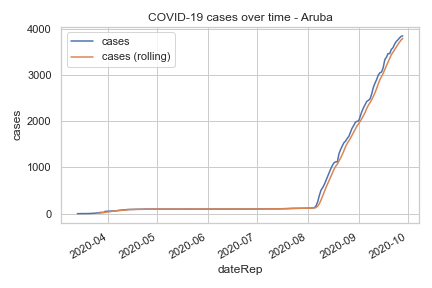 COVID-19 cases over time - Aruba
cases
cases (rolling)
4000
3000
2000
1000
0
cases
2020-04
2020-05
2020-06
2020-07
2020-08
2020-09
2020-10
dateRep